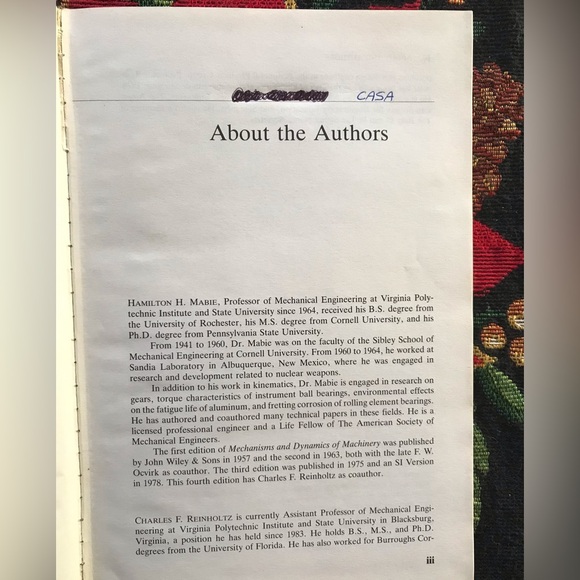 CASA
About the Authors
HAMILTON H. MABIE, Professor of Mechanical Engineering at Virginia Poly-
technic Institute and State University since 1964, received his B.S. degree from
the University of Rochester, his M.S. degree from Cornell University, and his
Ph.D. degree from Pennsylvania State University.
From 1941 to 1960, Dr. Mabie was on the faculty of the Sibley School of
Mechanical Engineering at Cornell University. From 1960 to 1964, he worked at
Sandia Laboratory in Albuquerque, New Mexico, where he was engaged in
research and development related to nuclear weapons.
In addition to his work in kinematics, Dr. Mabie is engaged in research on
gears, torque characteristics of instrument ball bearings, environmental effects
on the fatigue life of aluminum, and fretting corrosion of rolling element bearings.
He has authored and coauthored many technical papers in these fields. He is a
licensed professional engineer and a Life Fellow of The American Society of
Mechanical Engineers.
The first edition of Mechanisms and Dynamics of Machinery was published
by John Wiley & Sons in 1957 and the second in 1963, both with the late F. W.
Ocvirk as coauthor. The third edition was published in 1975 and an SI Version
in 1978. This fourth edition has Charles F. Reinholtz as coauthor.
CHARLES F. REINHOLTZ is currently Assistant Professor of Mechanical Engi-
neering at Virginia Polytechnic Institute and State University in Blacksburg,
Virginia, a position he has held since 1983. He holds B.S., M.S., and Ph.D.
degrees from the University of Florida. He has also worked for Burroughs Cor-
iii